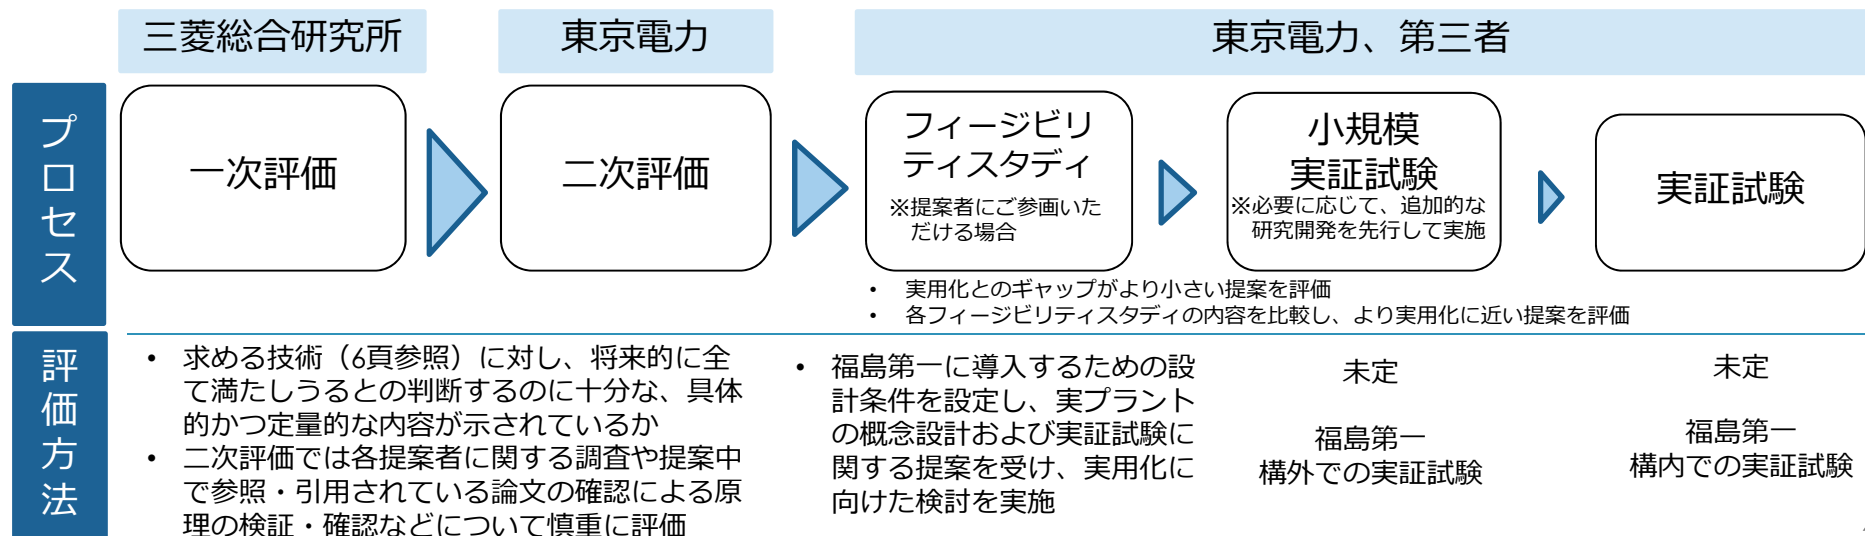 三菱総合研究所
東京電力
東京電力、第三者
プロセス
一次評価
二次評価
フィージビリ
ティスタディ
※提案者にご参画いた
だける場合
小規模
実証試験
※必要に応じて、追加的な
研究開発を先行して実施
実証試験
• 実用化とのギャップがより小さい提案を評価
• 各フィージビリティスタディの内容を比較し、より実用化に近い提案を評価
評価方法
• 求める技術（6頁参照）に対し、将来的に全
て満たしうるとの判断するのに十分な、具体
的かつ定量的な内容が示されているか
• 二次評価では各提案者に関する調査や提案中
で参照・引用されている論文の確認による原
理の検証・確認などについて慎重に評価
• 福島第一に導入するための設
計条件を設定し、実プラント
の概念設計および実証試験に
関する提案を受け、実用化に
向けた検討を実施
未定
福島第一
構外での実証試験
未定
福島第一
構内での実証試験